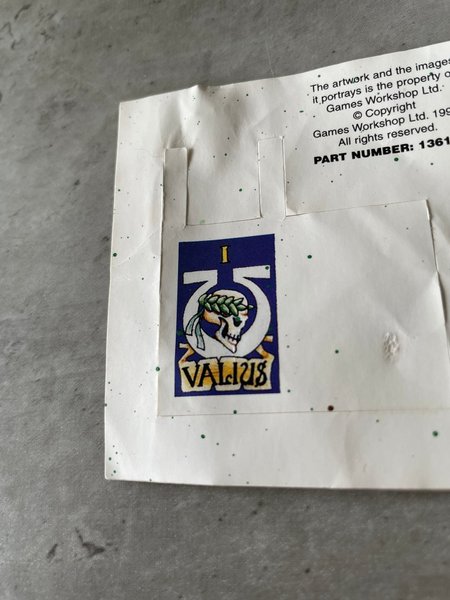 The artwork and the images
it portrays is the property
Games Workshop Ltd.
© Copyright
Games Workshop Ltd. 199
All rights reserved.
PART NUMBER: 1361
I
VALIUS